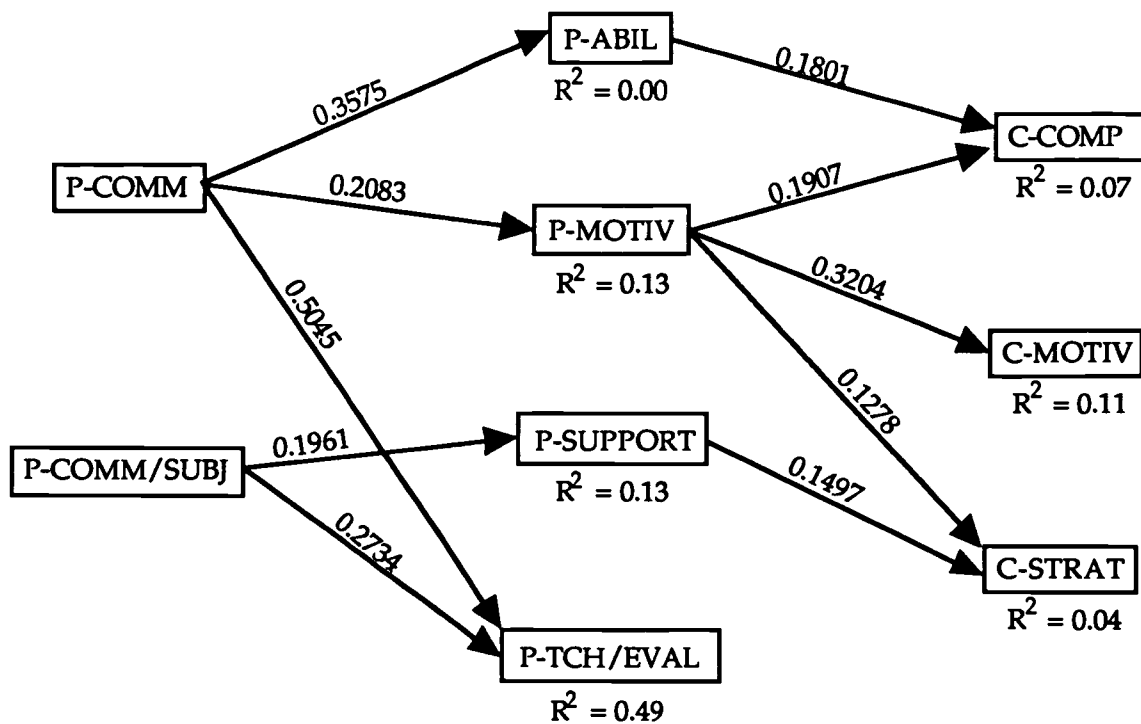 P-ABIL
R² = 0.00
0.1801
0.3575
C-COMP
R² = 0.07
P-COMM
0.2083
0.1907
P-MOTIV
R² = 0.13
0.3204
0.5045
C-MOTIV
R² = 0.11
0.1278
P-COMM/SUBJ
0.1961
P-SUPPORT
R² = 0.13
0.1497
0.2734
C-STRAT
R² = 0.04
P-TCH/EVAL
R² = 0.49